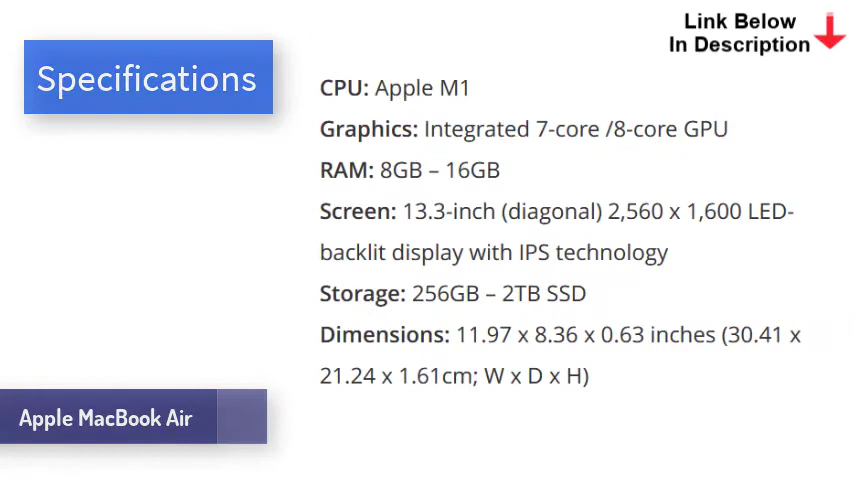 Link Below
In Description
Specifications
CPU: Apple M1
Graphics: Integrated 7-core /8-core GPU
RAM: 8GB – 16GB
Screen: 13.3-inch (diagonal) 2,560 x 1,600 LED-
backlit display with IPS technology
Storage: 256GB – 2TB SSD
Dimensions: 11.97 x 8.36 x 0.63 inches (30.41 x
21.24 x 1.61cm; W x D x H)
Apple MacBook Air